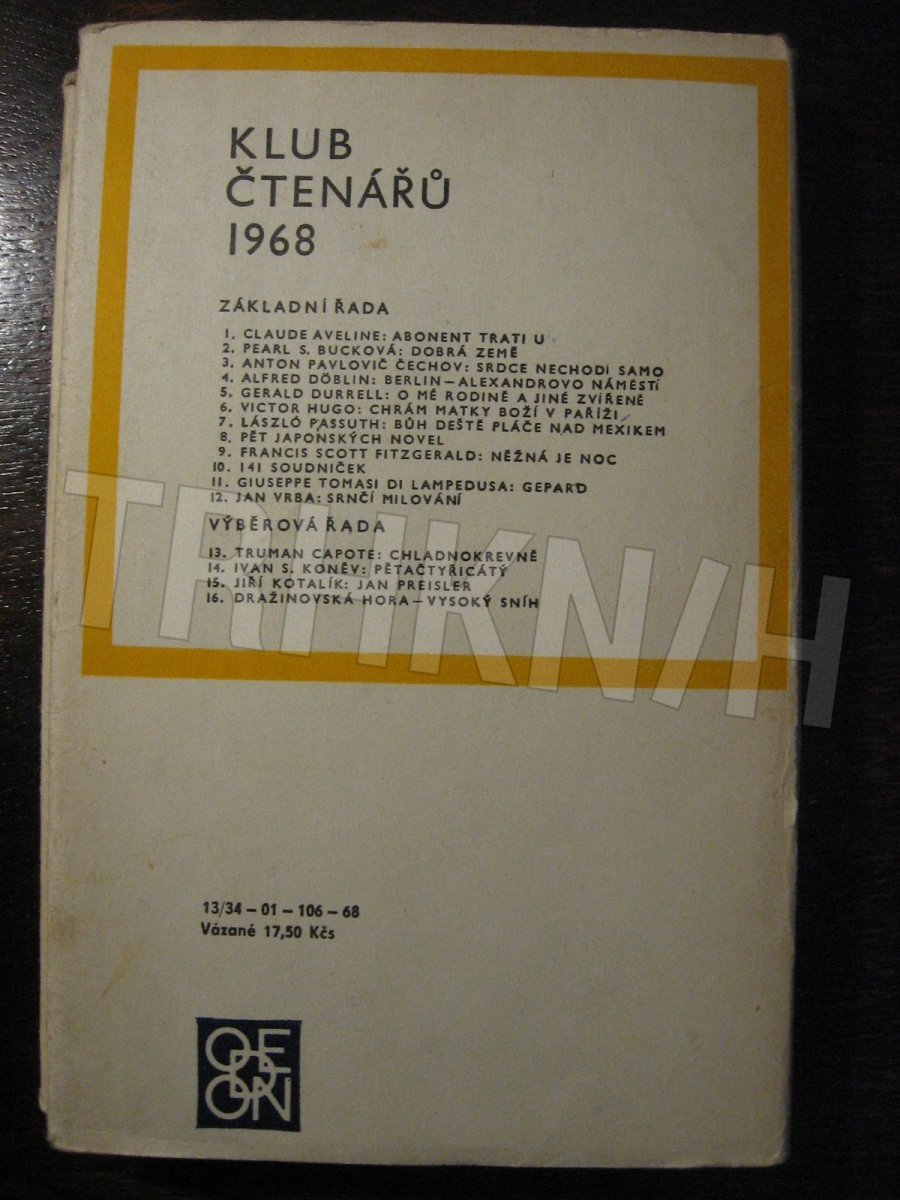 KLUB
ČTENÁŘŮ
1968
ZÁKLADNÍ ŘADA
1. CLAUDE AVELINE: ABONENT TRATI U
2. PEARL S. BUCKOVÁ: DOBRÁ ZEMĚ
3. ANTON PAVLOVIČ ČECHOV: SRDCE NECHODÍ SAMO
4. ALFRED DÖBLIN: BERLIN – ALEXANDROVO NÁMĚSTÍ
5. GERALD DURRELL: O MÉ RODINĚ A JINÉ ZVÍŘENĚ
6. VICTOR HUGO: CHRÁM MATKY BOŽÍ V PAŘÍŽI
7. LÁSZLÓ PASSUTH: BŮH DEŠTĚ PLÁČE NAD MEXIKEM
8. PĚT JAPONSKÝCH NOVEL
9. FRANCIS SCOTT FITZGERALD: NĚŽNÁ JE NOC
10. 141 SOUDNIČEK
11. GIUSEPPE TOMASI DI LAMPEDUSA: GEPARD
12. JAN VRBA: SRNČÍ MILOVÁNÍ
VÝBĚROVÁ ŘADA
13. TRUMAN CAPOTE: CHLADNOKREVNĚ
14. IVAN S. KONĚV: PĚTAČTYŘICÁTÝ
15. JIŘÍ KOTALÍK: JAN PREISLER
16. DRAŽINOVSKÁ HORA – VYSOKÝ SNÍH
TRHKNIH
13/34 – 01 – 106 – 68
Vázané 17,50 Kčs
ODEON